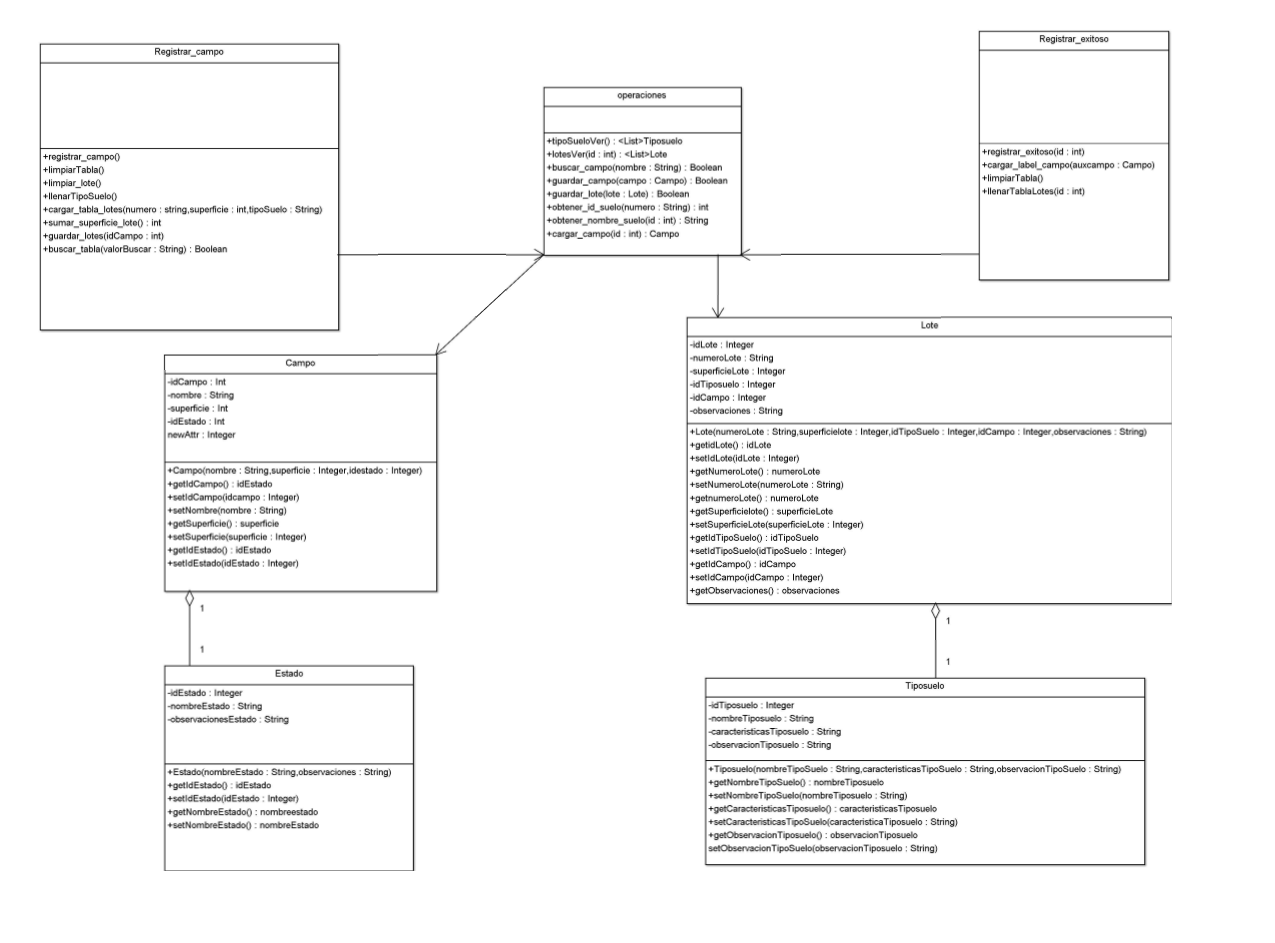 Registrar_campo
+registrar_campo()
+limpiarTabla()
+limpiar_lote()
+llenarTipoSuelo()
+cargar_tabla_lotes(numero : string,superficie : int,tipoSuelo : String)
+sumar_superficie_lote() : int
+guardar_lotes(idCampo : int)
+buscar_tabla(valorBuscar : String) : Boolean
operaciones
+tipoSueloVer() : <List>Tiposuelo
+lotesVer(id : int) : <List>Lote
+buscar_campo(nombre : String) : Boolean
+guardar_campo(campo : Campo) : Boolean
+guardar_lote(lote : Lote) : Boolean
+obtener_id_suelo(numero : String) : int
+obtener_nombre_suelo(id : int) : String
+cargar_campo(id : int) : Campo
Registrar_exitoso
+registrar_exitoso(id : int)
+cargar_label_campo(auxcampo : Campo)
+limpiarTabla()
+llenarTablaLotes(id : int)
Campo
-idCampo : Int
-nombre : String
-superficie : Int
-idEstado : Int
newAttr : Integer
+Campo(nombre : String,superficie : Integer,idestado : Integer)
+getIdCampo() : idEstado
+setIdCampo(idcampo : Integer)
+setNombre(nombre : String)
+getSuperficie() : superficie
+setSuperficie(superficie : Integer)
+getIdEstado() : idEstado
+setIdEstado(idEstado : Integer)
1
1
Lote
-idLote : Integer
-numeroLote : String
-superficieLote : Integer
-idTiposuelo : Integer
-idCampo : Integer
-observaciones : String
+Lote(numeroLote : String,superficielote : Integer,idTipoSuelo : Integer,idCampo : Integer,observaciones : String)
+getidLote() : idLote
+setIdLote(idLote : Integer)
+getNumeroLote() : numeroLote
+setNumeroLote(numeroLote : String)
+getnumeroLote() : numeroLote
+getSuperficielote() : superficieLote
+setSuperficieLote(superficieLote : Integer)
+getIdTipoSuelo() : idTipoSuelo
+setIdTipoSuelo(idTipoSuelo : Integer)
+getIdCampo() : idCampo
+setIdCampo(idCampo : Integer)
+getObservaciones() : observaciones
1
1
Estado
-idEstado : Integer
-nombreEstado : String
-observacionesEstado : String
+Estado(nombreEstado : String,observaciones : String)
+getIdEstado() : idEstado
+setIdEstado(idEstado : Integer)
+getNombreEstado() : nombreestado
+setNombreEstado() : nombreEstado
Tiposuelo
-idTiposuelo : Integer
-nombreTiposuelo : String
-caracteristicasTiposuelo : String
-observacionTiposuelo : String
+Tiposuelo(nombreTipoSuelo : String,caracteristicasTipoSuelo : String,observacionTipoSuelo : String)
+getNombreTipoSuelo() : nombreTiposuelo
+setNombreTipoSuelo(nombreTiposuelo : String)
+getCaracteristicasTiposuelo() : caracteristicasTiposuelo
+setCaracteristicasTipoSuelo(caracteristicaTiposuelo : String)
+getObservacionTiposuelo() : observacionTiposuelo
setObservacionTipoSuelo(observacionTiposuelo : String)